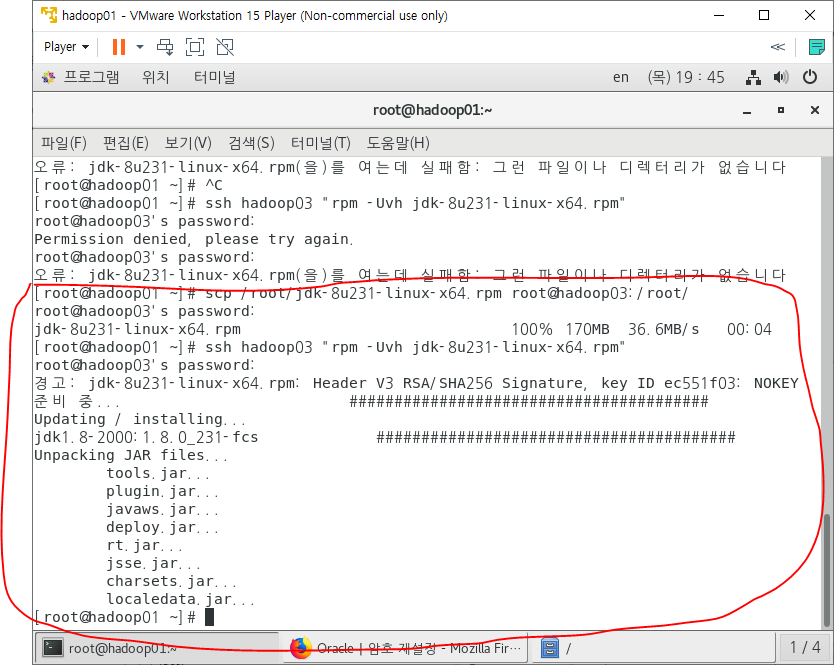 hadoop01 - VMware Workstation 15 Player (Non-commercial use only)
Player
프로그램 위치 터미널 en (목) 19 : 45
root@hadoop01:~
파일(F) 편집(E) 보기(V) 검색(S) 터미널(T) 도움말(H)
오류: jdk-8u231-linux-x64.rpm(을)를 여는데 실패함: 그런 파일이나 디렉터리가 없습니다
[root@hadoop01 ~]# ^C
[root@hadoop01 ~]# ssh hadoop03 "rpm -Uvh jdk-8u231-linux-x64.rpm"
root@hadoop03's password:
Permission denied, please try again.
root@hadoop03's password:
오류: jdk-8u231-linux-x64.rpm(을)를 여는데 실패함: 그런 파일이나 디렉터리가 없습니다
[root@hadoop01 ~]# scp /root/jdk-8u231-linux-x64.rpm root@hadoop03:/root/
root@hadoop03's password:
jdk-8u231-linux-x64.rpm 100% 170MB 36.6MB/s 00:04
[root@hadoop01 ~]# ssh hadoop03 "rpm -Uvh jdk-8u231-linux-x64.rpm"
root@hadoop03's password:
경고: jdk-8u231-linux-x64.rpm: Header V3 RSA/SHA256 Signature, key ID ec551f03: NOKEY
준비 중... ########################################
Updating / installing...
jdk1.8-2000:1.8.0_231-fcs ########################################
Unpacking JAR files...
tools.jar...
plugin.jar...
javaws.jar...
deploy.jar...
rt.jar...
jsse.jar...
charsets.jar...
localedata.jar...
[root@hadoop01 ~]#
root@hadoop01:~ Oracle | 암호 재설정 - Mozilla Fir… / 1 / 4